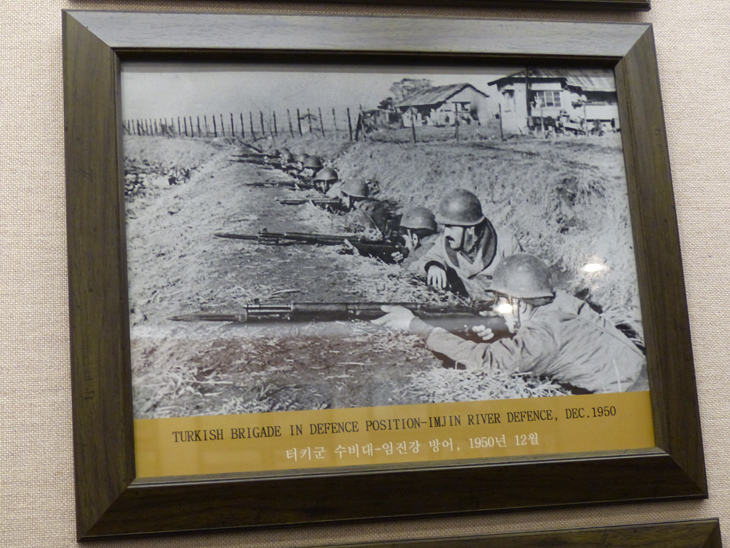 TURKISH BRIGADE IN DEFENCE POSITION-IMJIN RIVER DEFENCE, DEC.1950
터키군 수비대-임진강 방어, 1950년 12월